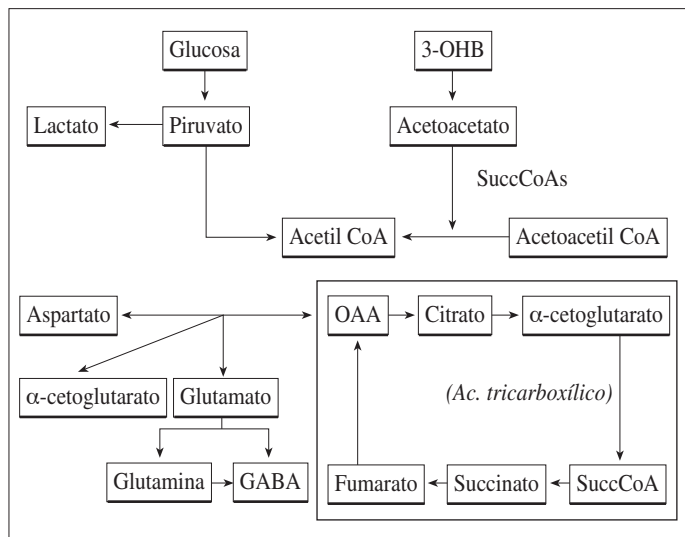 Glucosa
3-OHB
Lactato
Piruvato
Acetoacetato
SuccCoAs
Acetil CoA
Acetoacetil CoA
Aspartato
OAA
Citrato
α-cetoglutarato
α-cetoglutarato
Glutamato
(Ac. tricarboxílico)
Glutamina
GABA
Fumarato
Succinato
SuccCoA